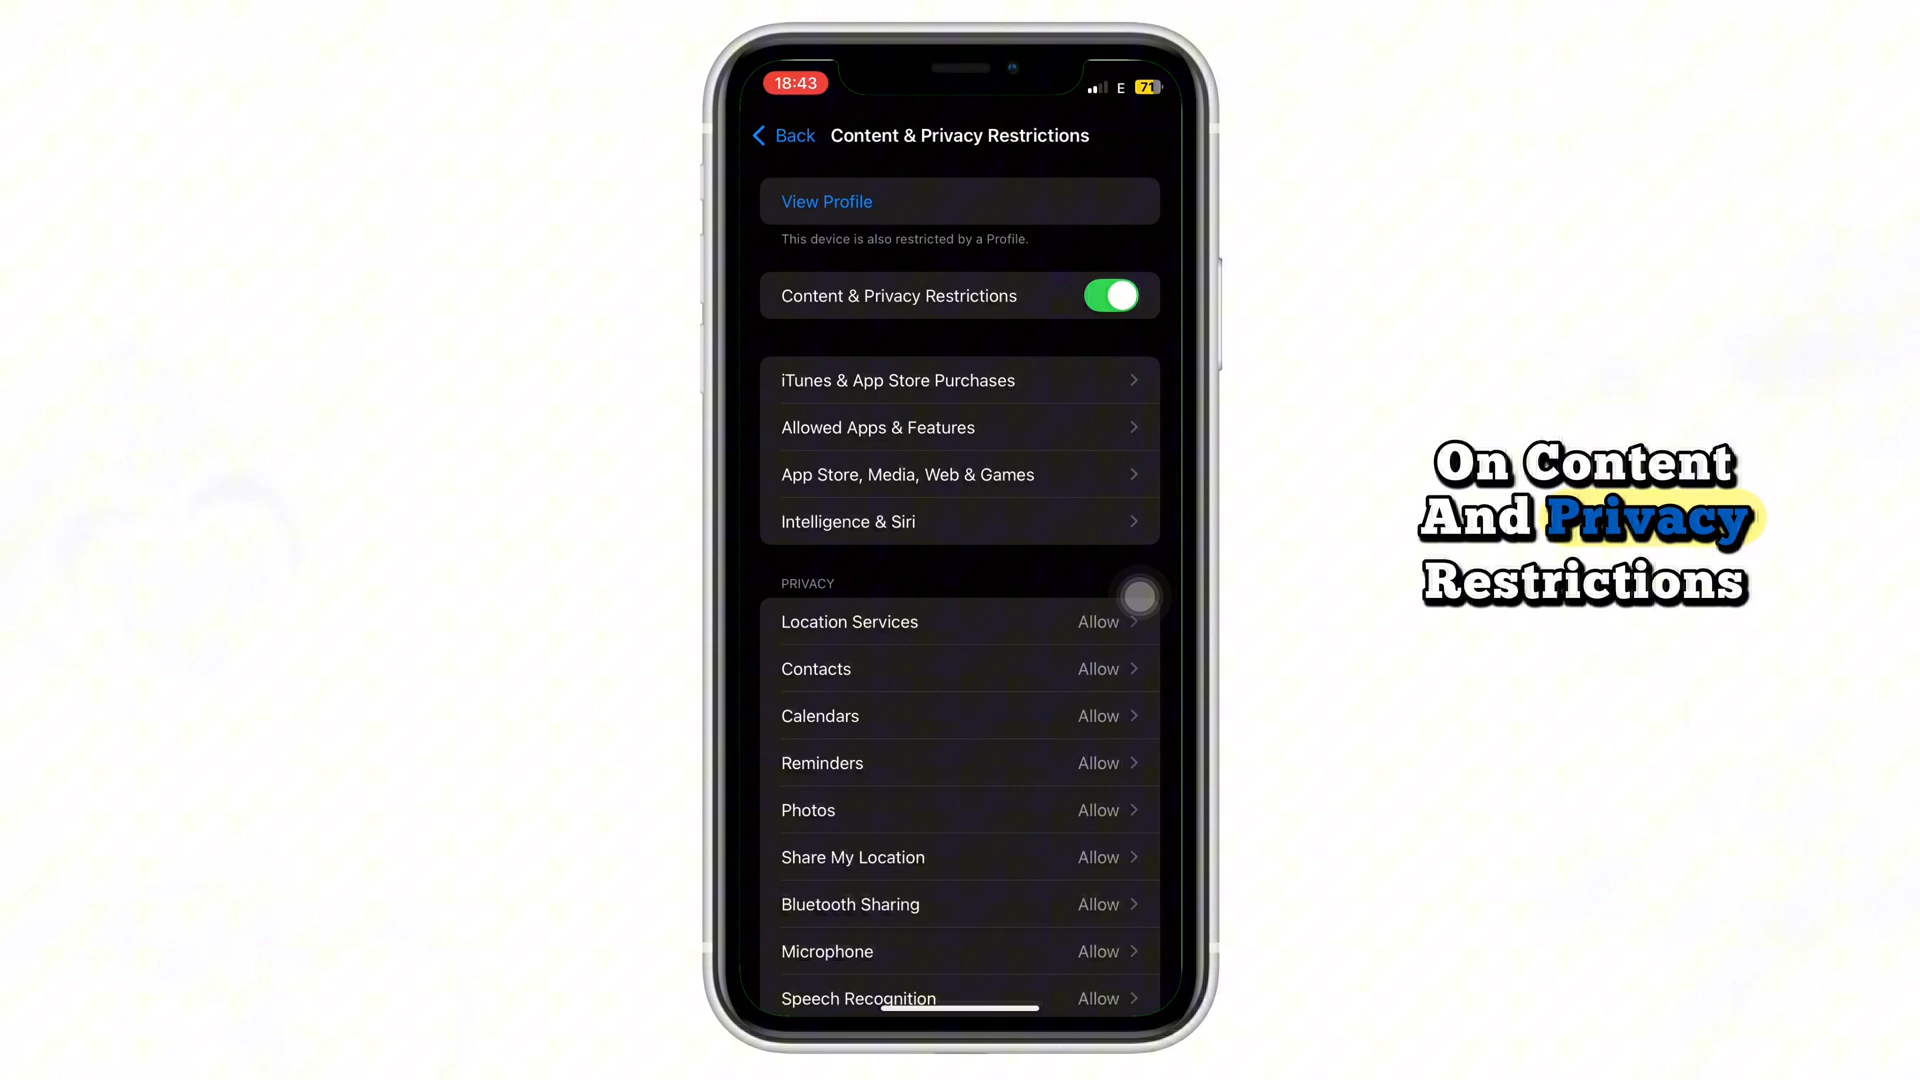 18:43
E 71
Back Content & Privacy Restrictions
View Profile
This device is also restricted by a Profile.
Content & Privacy Restrictions
iTunes & App Store Purchases
Allowed Apps & Features
App Store, Media, Web & Games
Intelligence & Siri
PRIVACY
Location Services Allow
Contacts Allow
Calendars Allow
Reminders Allow
Photos Allow
Share My Location Allow
Bluetooth Sharing Allow
Microphone Allow
Speech Recognition Allow
On Content
And Privacy
Restrictions